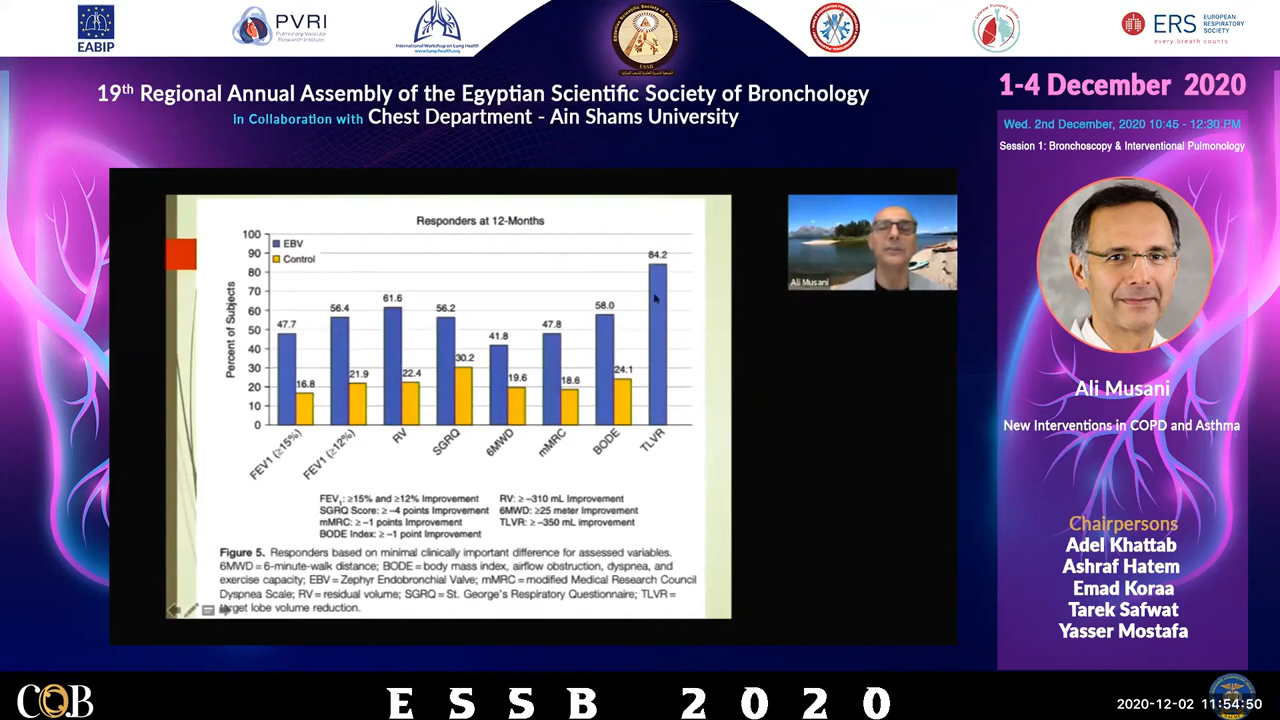 EABIP
PVRI
Pulmonary Vascular
Research Institute
International Workshop on Lung Health
www.lung-health.org
Egyptian Scientific Society of Bronchology
ESSB
ERS
EUROPEAN
RESPIRATORY
SOCIETY
every breath counts
19th Regional Annual Assembly of the Egyptian Scientific Society of Bronchology
in Collaboration with Chest Department - Ain Shams University
1-4 December 2020
Wed. 2nd December, 2020 10:45 - 12:30 PM
Session 1: Bronchoscopy & Interventional Pulmonology
Responders at 12-Months
Percent of Subjects
100
90
80
70
60
50
40
30
20
10
0
EBV
Control
47.7
16.8
56.4
21.9
61.6
22.4
56.2
30.2
41.8
19.6
47.8
18.6
58.0
24.1
84.2
FEV1 (≥15%)
FEV1 (≥12%)
RV
SGRQ
6MWD
mMRC
BODE
TLVR
FEV1: ≥15% and ≥12% Improvement
SGRQ Score: ≥ -4 points Improvement
mMRC: ≥ -1 points Improvement
BODE Index: ≥ -1 point Improvement
RV: ≥ -310 mL Improvement
6MWD: ≥25 meter Improvement
TLVR: ≥ -350 mL improvement
Figure 5. Responders based on minimal clinically important difference for assessed variables.
6MWD = 6-minute-walk distance; BODE = body mass index, airflow obstruction, dyspnea, and
exercise capacity; EBV = Zephyr Endobronchial Valve; mMRC = modified Medical Research Council
Dyspnea Scale; RV = residual volume; SGRQ = St. George's Respiratory Questionnaire; TLVR =
target lobe volume reduction.
Ali Musani
Ali Musani
New Interventions in COPD and Asthma
Chairpersons
Adel Khattab
Ashraf Hatem
Emad Koraa
Tarek Safwat
Yasser Mostafa
COB
ESSB 2020
2020-12-02 11:54:50